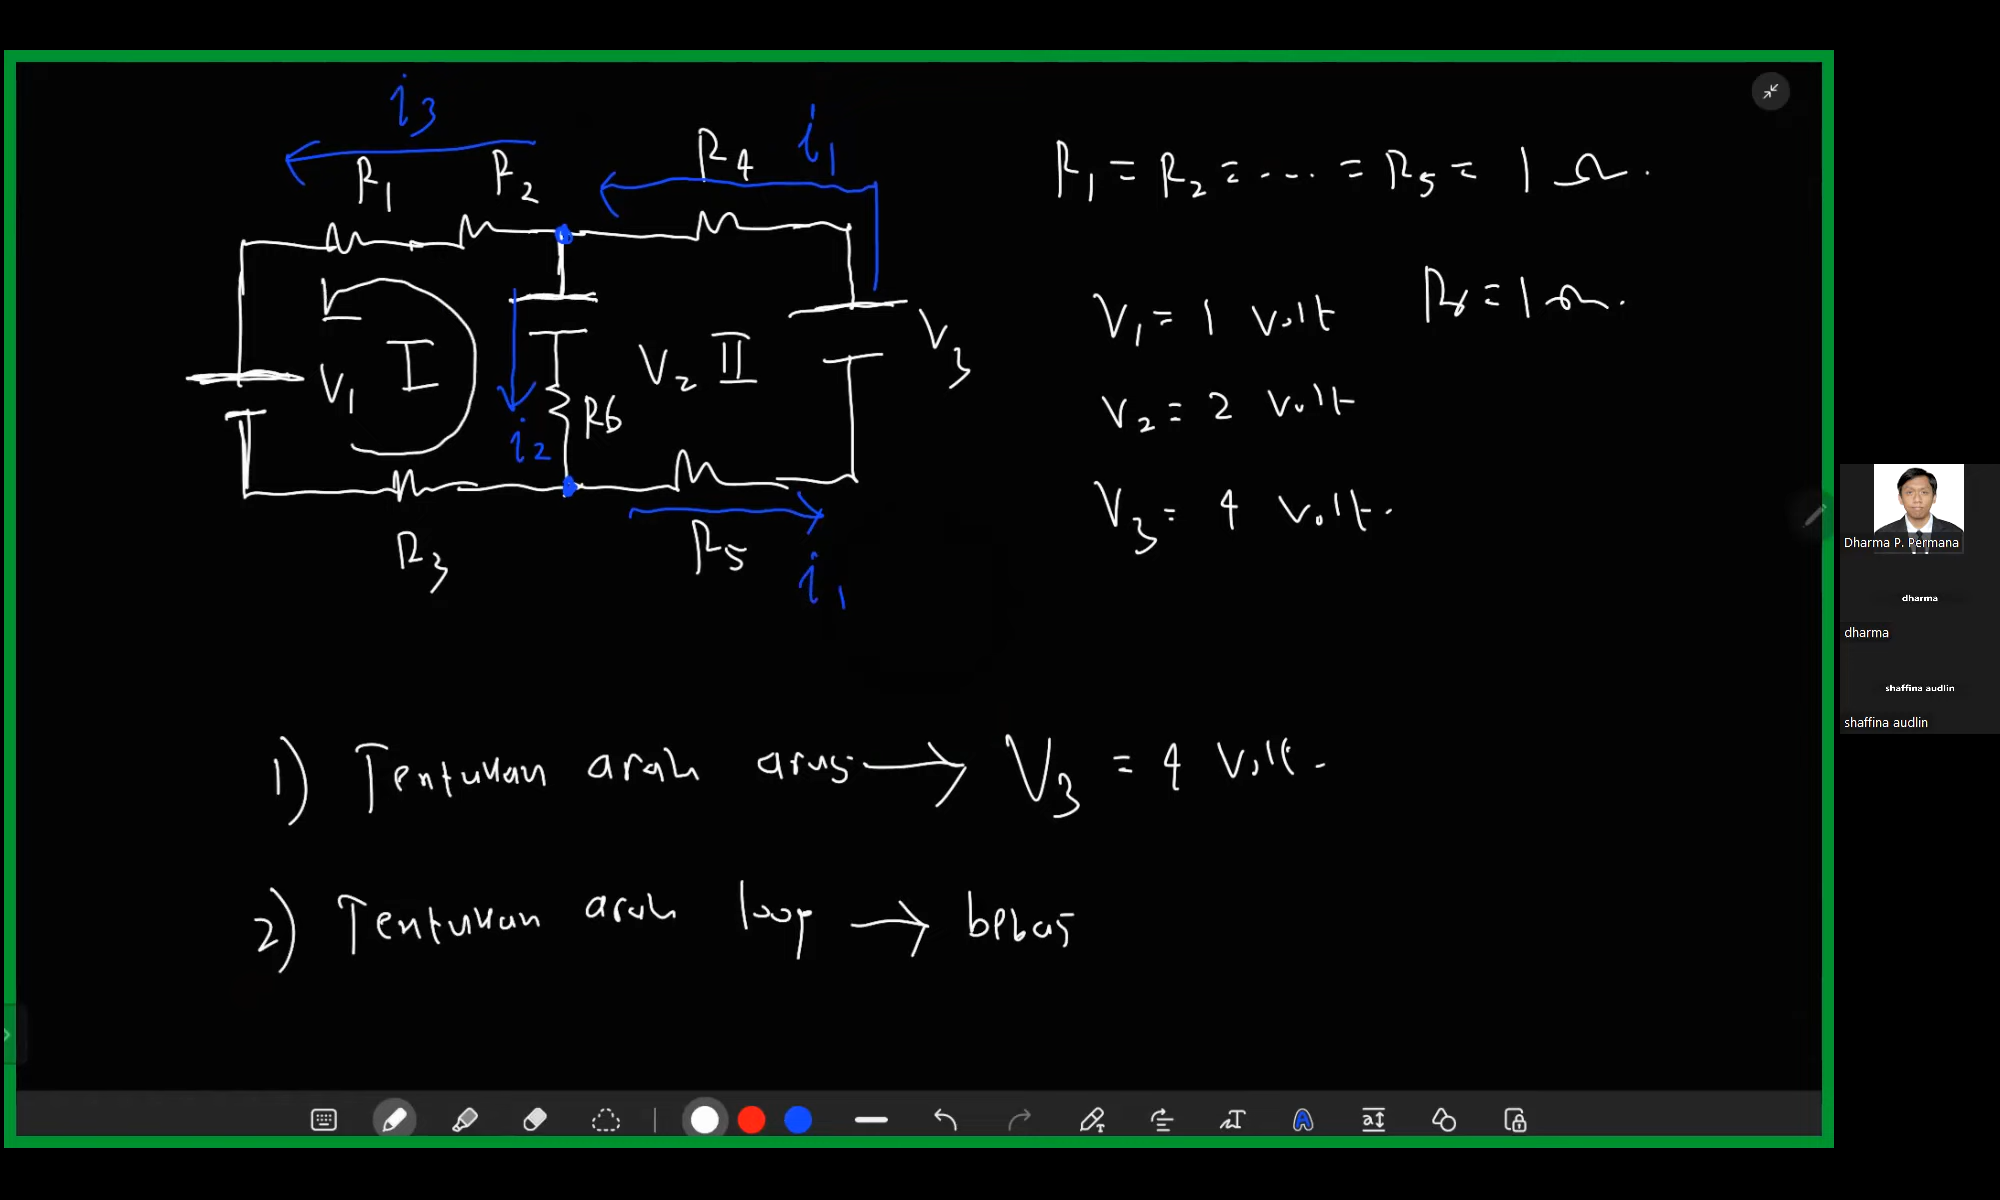 i3
i1
R1 R2 R4
R1 = R2 = .... = R5 = 1 Ω.
V1 = 1 Volt R6 = 1 Ω.
V1 I V2 II V3
V2 = 2 Volt
R6
i2
V3 = 4 Volt.
R3 R5
i1
Dharma P. Permana
dharma
dharma
shaffina audlin
shaffina audlin
1) Tentukan arah arus → V3 = 4 Volt.
2) Tentukan arah loop → bebas